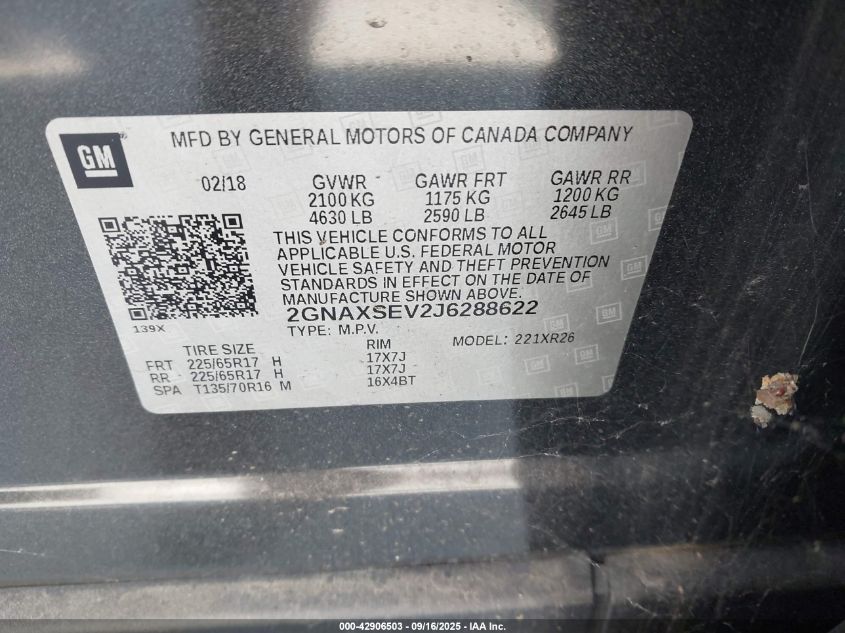 MFD BY GENERAL MOTORS OF CANADA COMPANY
GM
02/18 GVWR GAWR FRT GAWR RR
2100 KG 1175 KG 1200 KG
4630 LB 2590 LB 2645 LB
THIS VEHICLE CONFORMS TO ALL
APPLICABLE U.S. FEDERAL MOTOR
VEHICLE SAFETY AND THEFT PREVENTION
STANDARDS IN EFFECT ON THE DATE OF
MANUFACTURE SHOWN ABOVE.
2GNAXSEV2J6288622
139X
TYPE: M.P.V. MODEL: 221XR26
TIRE SIZE RIM
FRT 225/65R17 H 17X7J
RR 225/65R17 H 17X7J
SPA T135/70R16 M 16X4BT
000-42906503 - 09/16/2025 - IAA Inc.